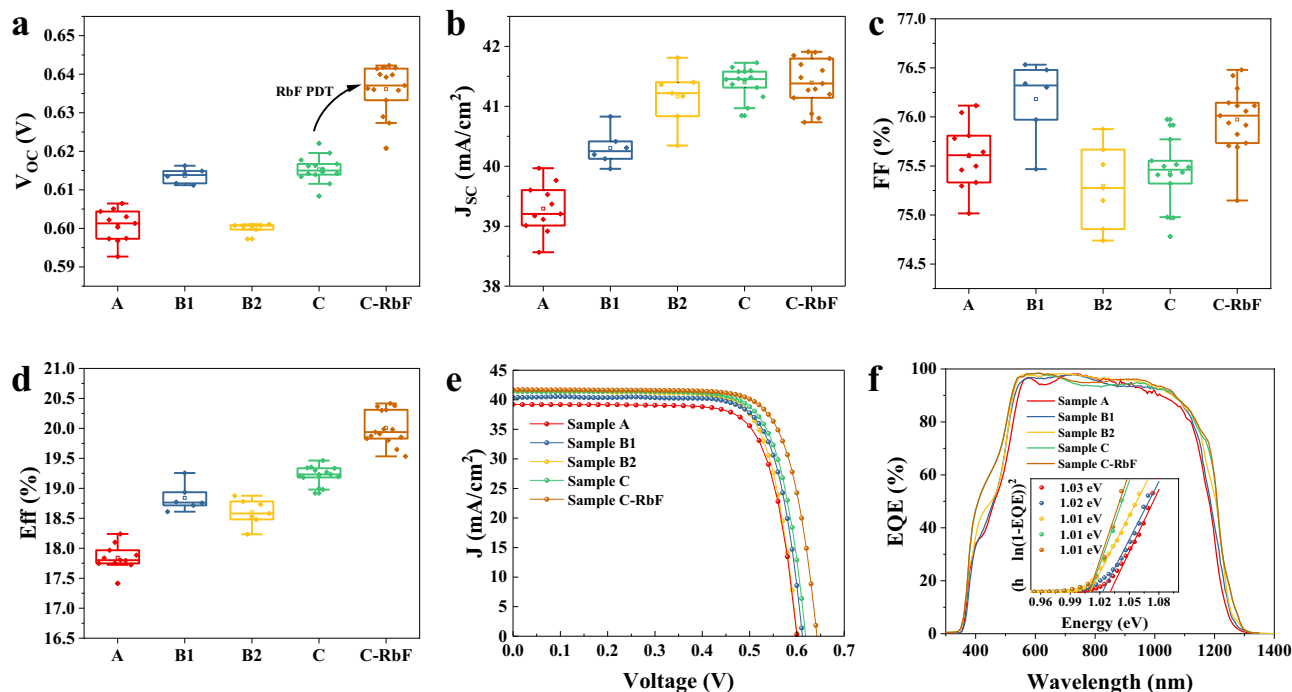 a
V_OC (V)
0.65
0.64
0.63
0.62
0.61
0.60
0.59
RbF PDT
A B1 B2 C C-RbF
b
J_SC (mA/cm²)
43
42
41
40
39
38
A B1 B2 C C-RbF
c
FF (%)
77.0
76.5
76.0
75.5
75.0
74.5
A B1 B2 C C-RbF
d
Eff (%)
21.0
20.5
20.0
19.5
19.0
18.5
18.0
17.5
17.0
16.5
A B1 B2 C C-RbF
e
J (mA/cm²)
45
40
35
30
25
20
15
10
5
0
Sample A
Sample B1
Sample B2
Sample C
Sample C-RbF
0.0 0.1 0.2 0.3 0.4 0.5 0.6 0.7
Voltage (V)
f
EQE (%)
100
80
60
40
20
0
Sample A
Sample B1
Sample B2
Sample C
Sample C-RbF
(h ln(1-EQE))²
1.03 eV
1.02 eV
1.01 eV
1.01 eV
1.01 eV
0.96 0.99 1.02 1.05 1.08
Energy (eV)
400 600 800 1000 1200 1400
Wavelength (nm)